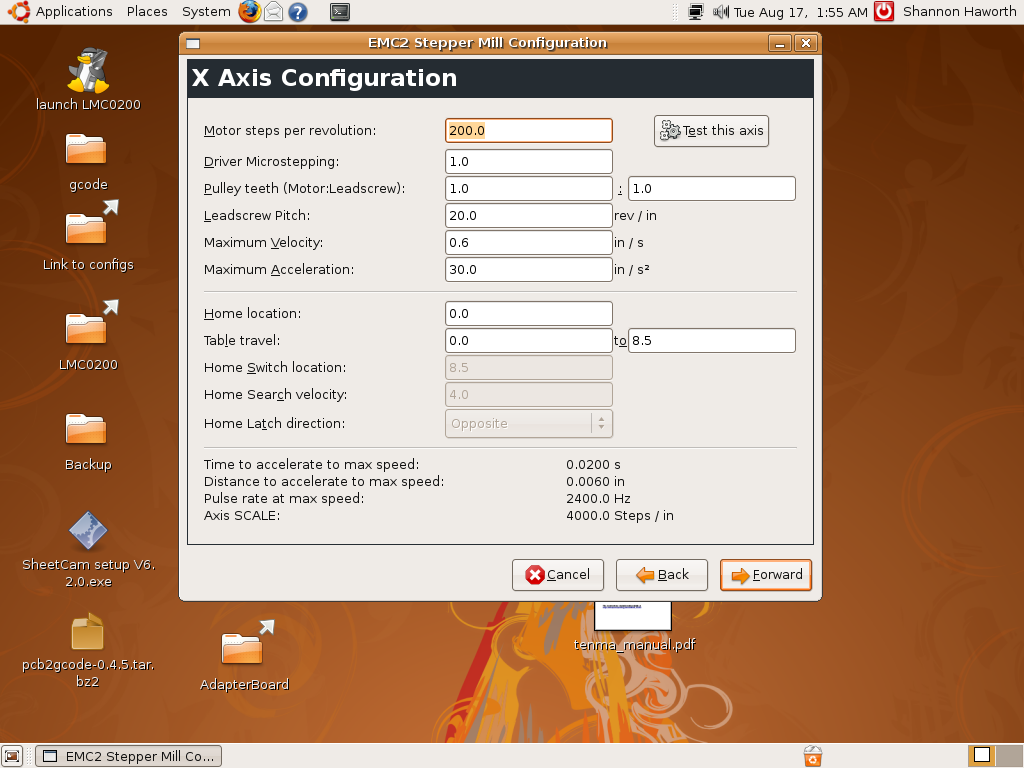 Applications Places System Tue Aug 17, 1:55 AM Shannon Haworth
EMC2 Stepper Mill Configuration
X Axis Configuration
Motor steps per revolution: 200.0 Test this axis
Driver Microstepping: 1.0
Pulley teeth (Motor:Leadscrew): 1.0 : 1.0
Leadscrew Pitch: 20.0 rev / in
Maximum Velocity: 0.6 in / s
Maximum Acceleration: 30.0 in / s²
Home location: 0.0
Table travel: 0.0 to 8.5
Home Switch location: 8.5
Home Search velocity: 4.0
Home Latch direction: Opposite
Time to accelerate to max speed: 0.0200 s
Distance to accelerate to max speed: 0.0060 in
Pulse rate at max speed: 2400.0 Hz
Axis SCALE: 4000.0 Steps / in
Cancel Back Forward
launch LMC0200
gcode
Link to configs
LMC0200
Backup
SheetCam setup V6.
2.0.exe
pcb2gcode-0.4.5.tar.
bz2
AdapterBoard
tenma_manual.pdf
EMC2 Stepper Mill Co...